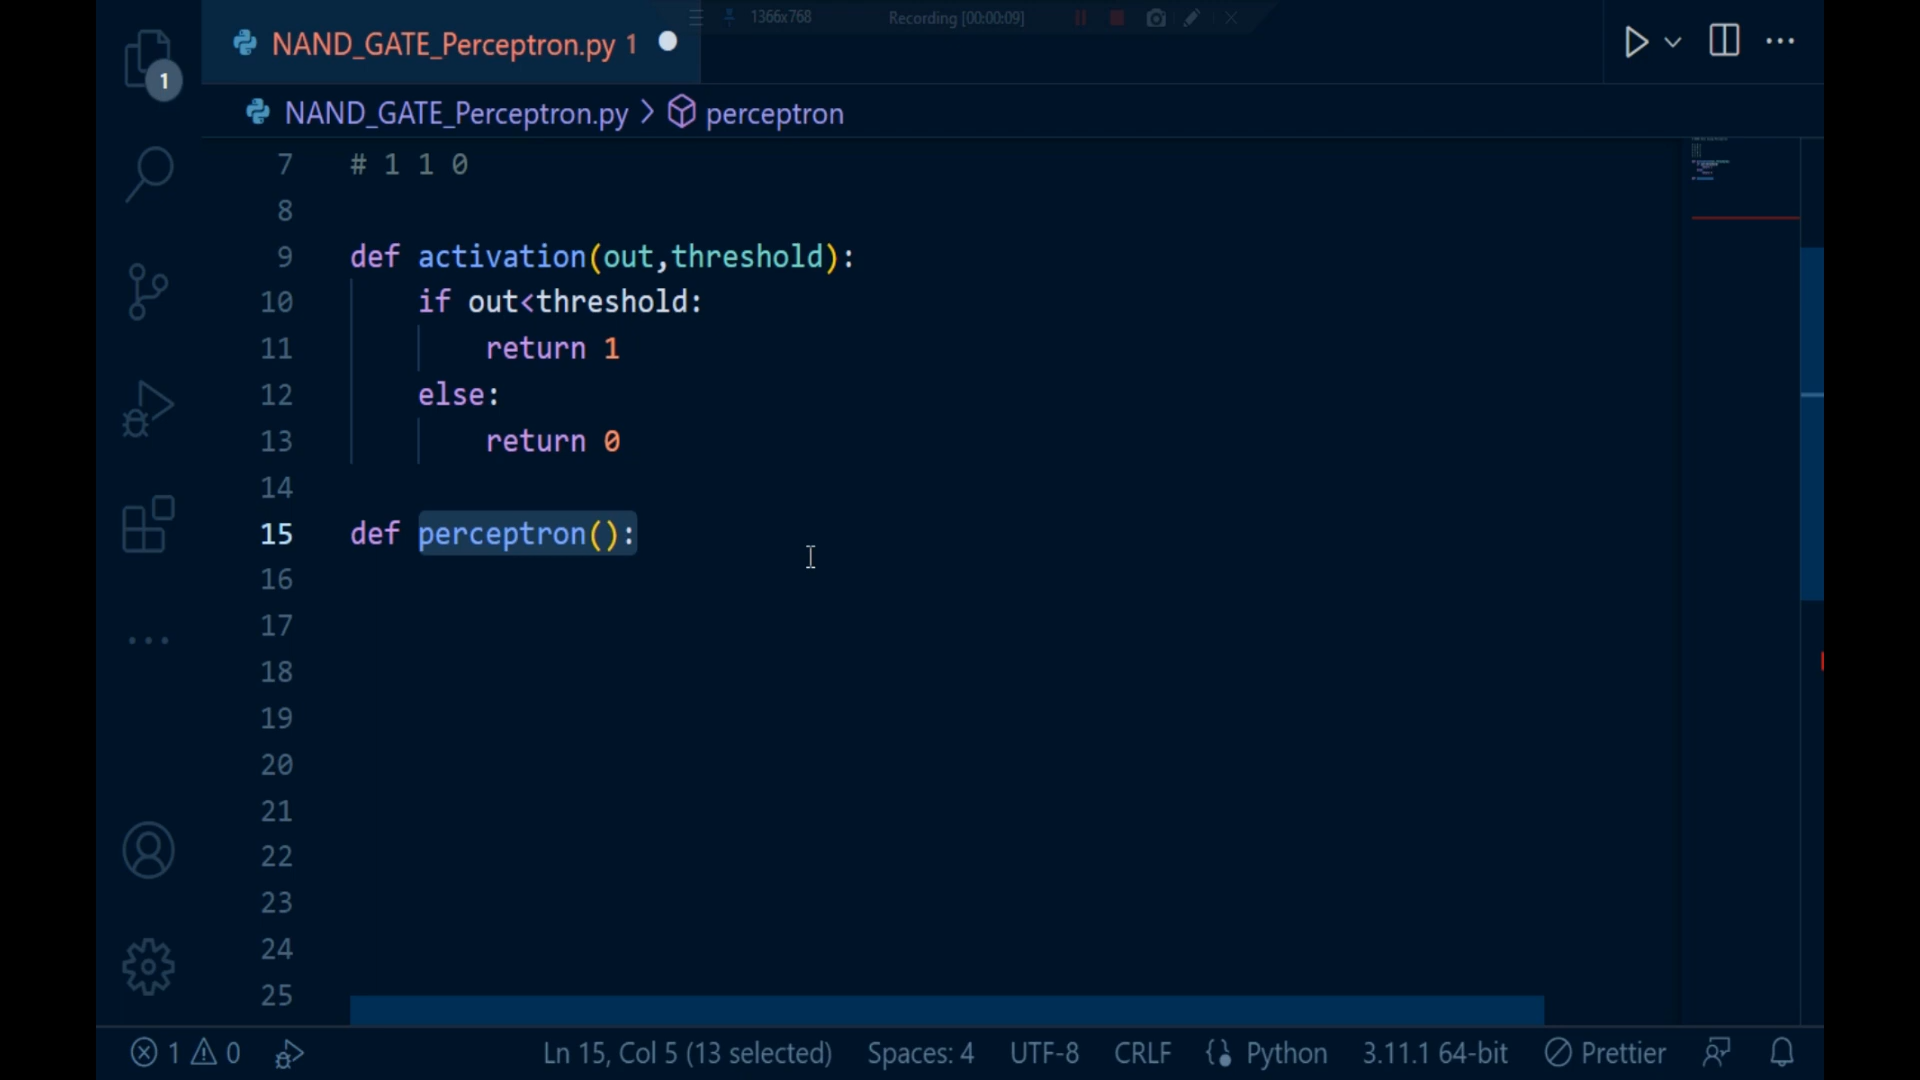 1366x768 Recording [00:00:09]
NAND_GATE_Perceptron.py 1
1
NAND_GATE_Perceptron.py > perceptron
7 # 1 1 0
8
9 def activation(out,threshold):
10 if out<threshold:
11 return 1
12 else:
13 return 0
14
15 def perceptron():
16
17
18
19
20
21
22
23
24
25
1 0 Ln 15, Col 5 (13 selected) Spaces: 4 UTF-8 CRLF Python 3.11.1 64-bit Prettier